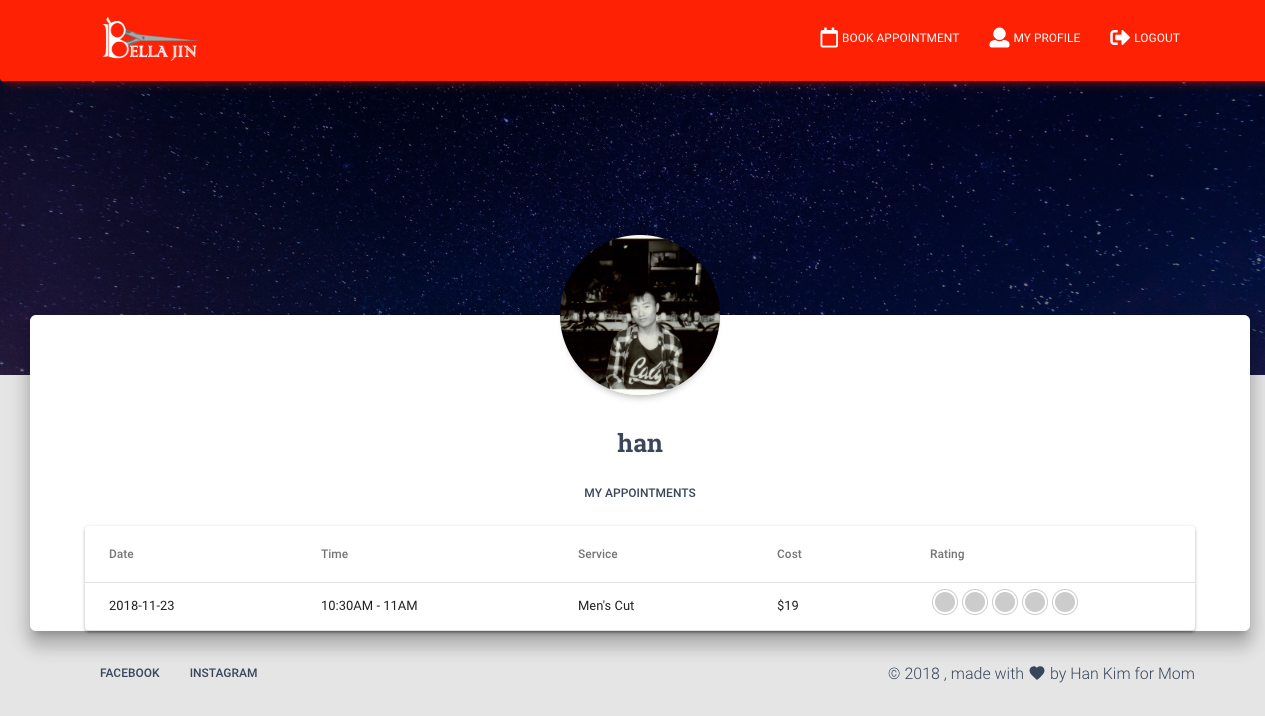 BELLA JIN
BOOK APPOINTMENT
MY PROFILE
LOGOUT
han
MY APPOINTMENTS
Date Time Service Cost Rating
2018-11-23 10:30AM - 11AM Men's Cut $19
FACEBOOK INSTAGRAM
© 2018 , made with by Han Kim for Mom